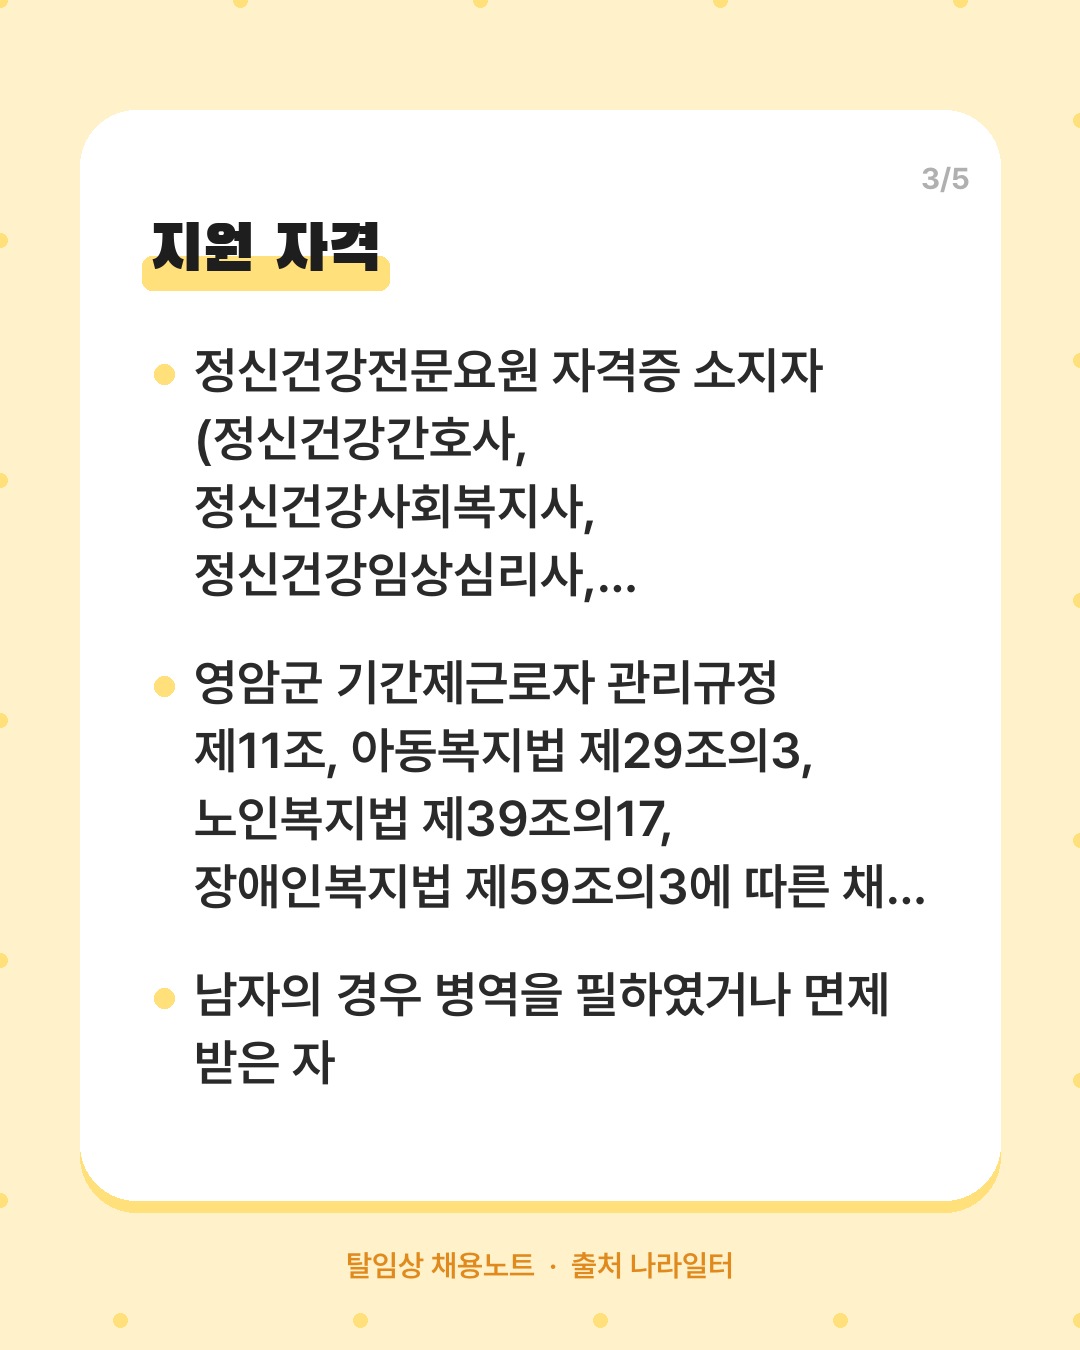 3/5
지원 자격
정신건강전문요원 자격증 소지자
(정신건강간호사,
정신건강사회복지사,
정신건강임상심리사,...
영암군 기간제근로자 관리규정
제11조, 아동복지법 제29조의3,
노인복지법 제39조의17,
장애인복지법 제59조의3에 따른 채...
남자의 경우 병역을 필하였거나 면제
받은 자
탈임상 채용노트 · 출처 나라일터